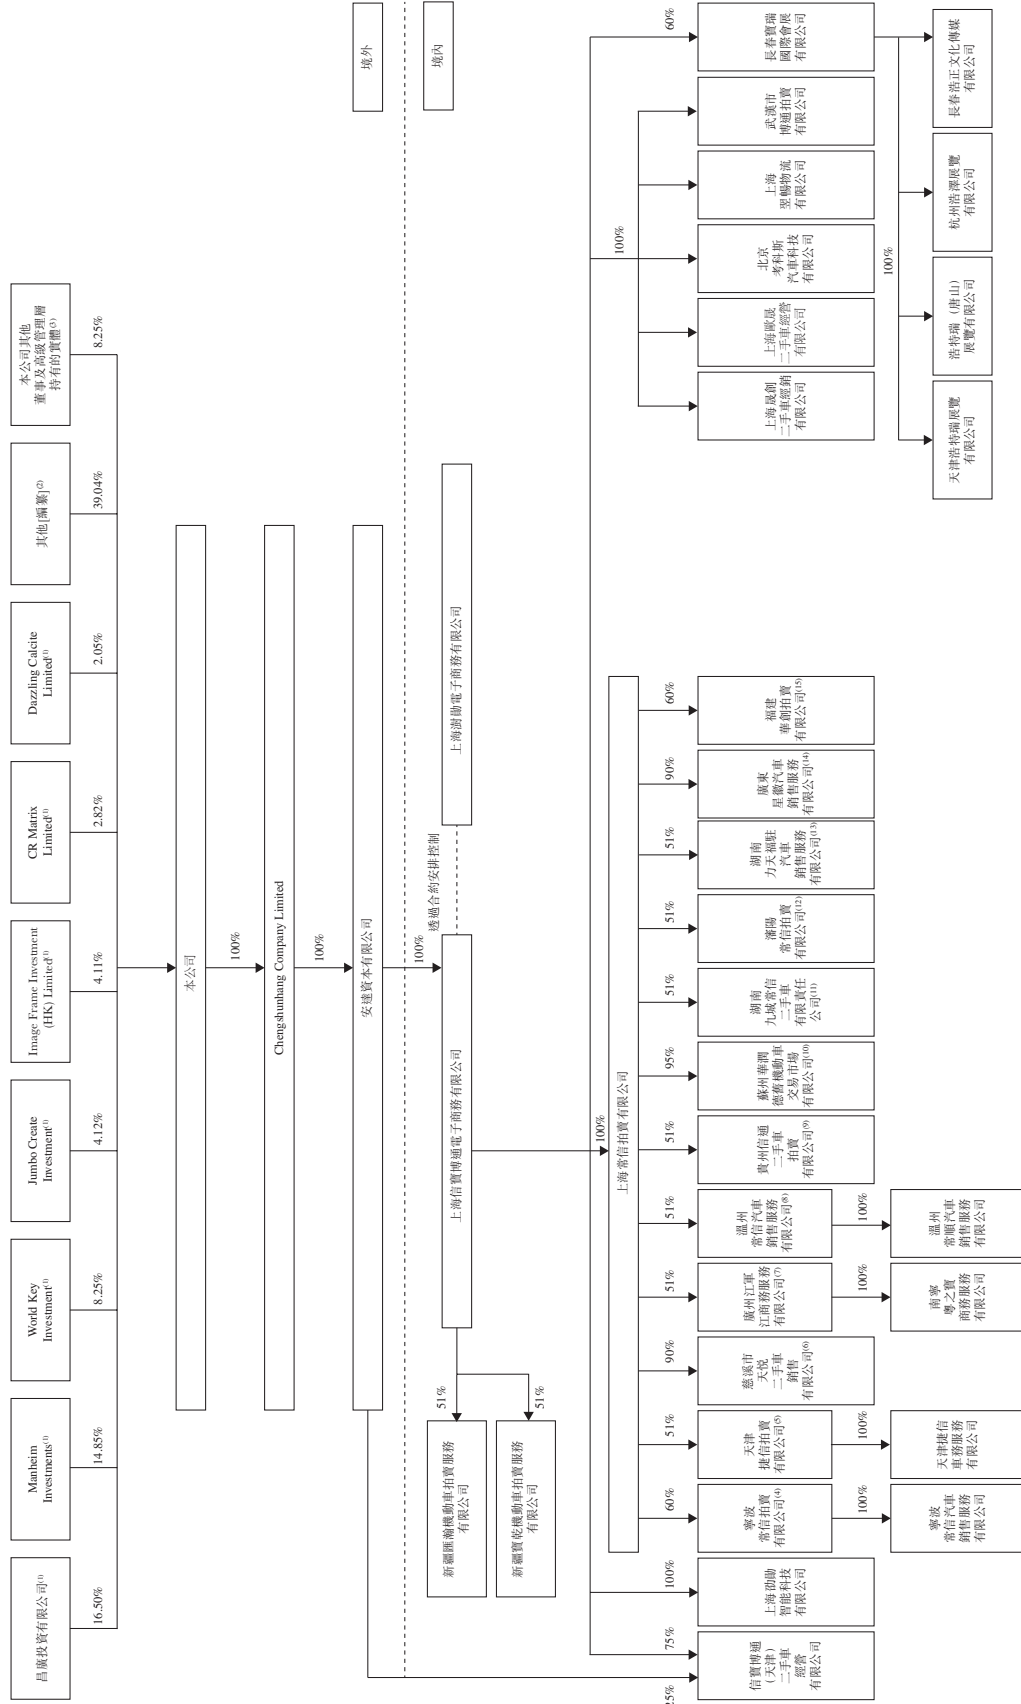 昌廣投資有限公司(1)
16.50%
Manheim
Investments(1)
14.85%
World Key
Investment(1)
8.25%
Jumbo Create
Investment(1)
4.12%
Image Frame Investment
(HK) Limited(1)
4.11%
CR Matrix
Limited(1)
2.82%
Dazzling Calcite
Limited(1)
2.05%
其他[編纂](2)
39.04%
本公司其他
董事及高級管理層
持有的實體(3)
8.25%
本公司
100%
Chengshunhang Company Limited
100%
安達資本有限公司
境外
境內
100%
透過合約安排控制
上海信寶博通電子商務有限公司
上海澍勛電子商務有限公司
51%
新疆匯瀚機動車拍賣服務
有限公司
51%
新疆寶乾機動車拍賣服務
有限公司
100%
上海常信拍賣有限公司
25%
75%
信寶博通
(天津)
二手車
經營
有限公司
100%
上海劭勛
智能科技
有限公司
60%
寧波
常信拍賣
有限公司(4)
100%
寧波
常信汽車
銷售服務
有限公司
51%
天津
捷信拍賣
有限公司(5)
100%
天津捷信
車務服務
有限公司
90%
慈溪市
天悅
二手車
銷售
有限公司(6)
51%
廣州江軍
江商務服務
有限公司(7)
100%
南寧
粵之寶
商務服務
有限公司
51%
溫州
常信汽車
銷售服務
有限公司(8)
100%
溫州
常順汽車
銷售服務
有限公司
51%
貴州信通
二手車
拍賣
有限公司(9)
95%
蘇州華潤
德舊機動車
交易市場
有限公司(10)
51%
湖南
九城常信
二手車
有限責任
公司(11)
51%
瀋陽
常信拍賣
有限公司(12)
51%
湖南
力天福駐
汽車
銷售服務
有限公司(13)
90%
廣東
星徽汽車
銷售服務
有限公司(14)
60%
福建
華創拍賣
有限公司(15)
100%
上海晟創
二手車經銷
有限公司
上海歐晟
二手車經營
有限公司
北京
考科斯
汽車科技
有限公司
上海
翌暢物流
有限公司
武漢市
博通拍賣
有限公司
60%
長春寶瑞
國際會展
有限公司
100%
天津浩特瑞展覽
有限公司
浩特瑞（唐山）
展覽有限公司
杭州浩澤展覽
有限公司
長春浩正文化傳媒
有限公司